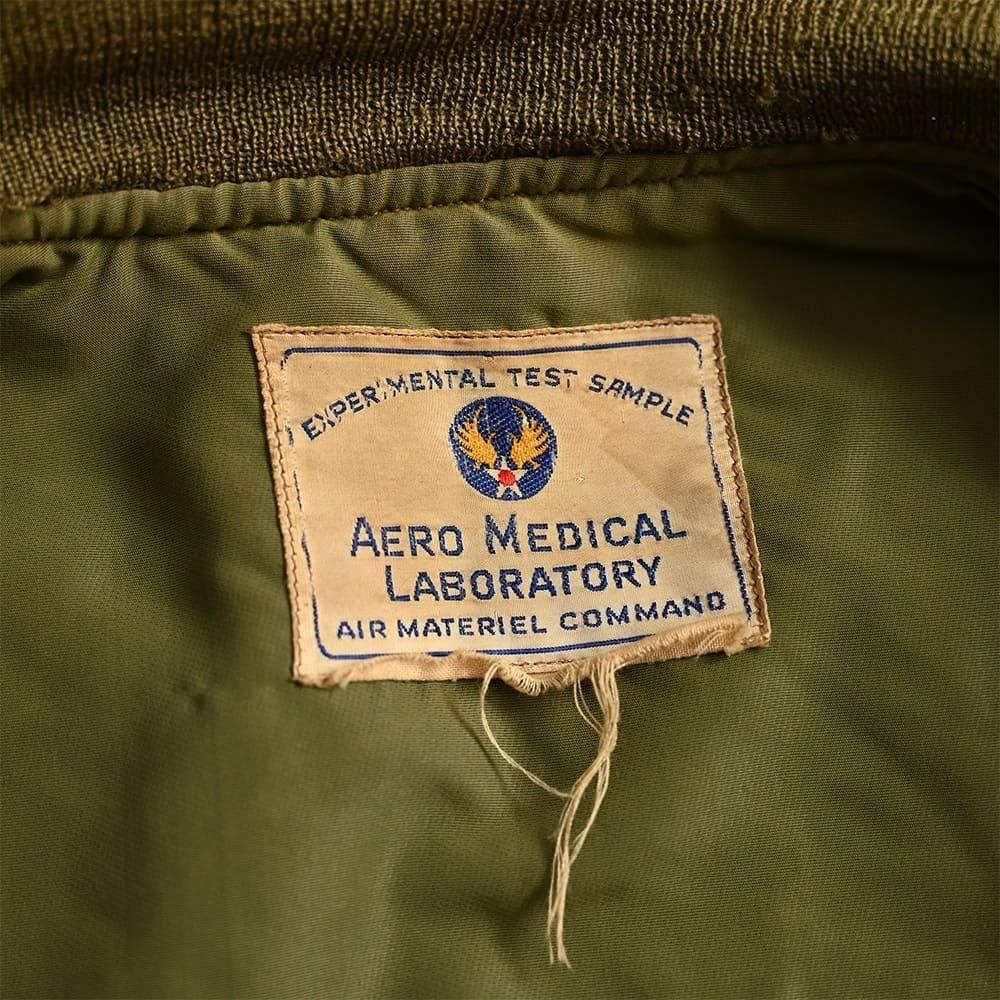 EXPERIMENTAL TEST SAMPLE
AERO MEDICAL
LABORATORY
AIR MATERIEL COMMAND